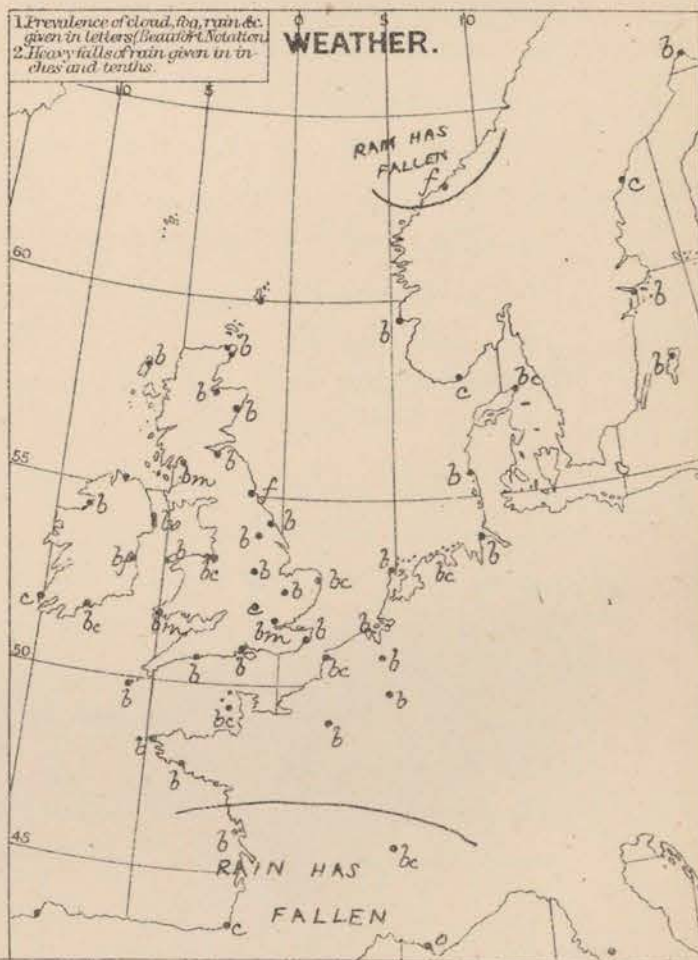 1. Prevalence of cloud, fog, rain &c.
given in letters (Beaufort Notation)
2. Heavy falls of rain given in in-
ches and tenths.
WEATHER.
10
5
0
5
10
b
RAIN HAS
FALLEN
f
c
60
b
b
b
b
b
c
bc
b
b
b
55
bm
f
b
b
b
b
b
b
b
bc
b
b
bc
bf
b
bc
b
b
c
c
bc
bm
bm
b
b
50
b
b
b
bc
b
b
bc
b
b
b
45
b
bc
RAIN HAS
FALLEN
c
o